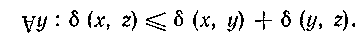 ∀y : δ (x, z) ⩽ δ (x, y) + δ (y, z).